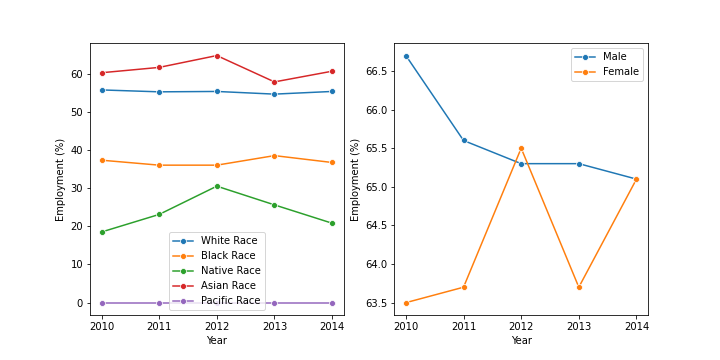 60
50
40
30
20
10
0
Employment (%)
2010
2011
2012
2013
2014
Year
White Race
Black Race
Native Race
Asian Race
Pacific Race
66.5
66.0
65.5
65.0
64.5
64.0
63.5
Employment (%)
2010
2011
2012
2013
2014
Year
Male
Female